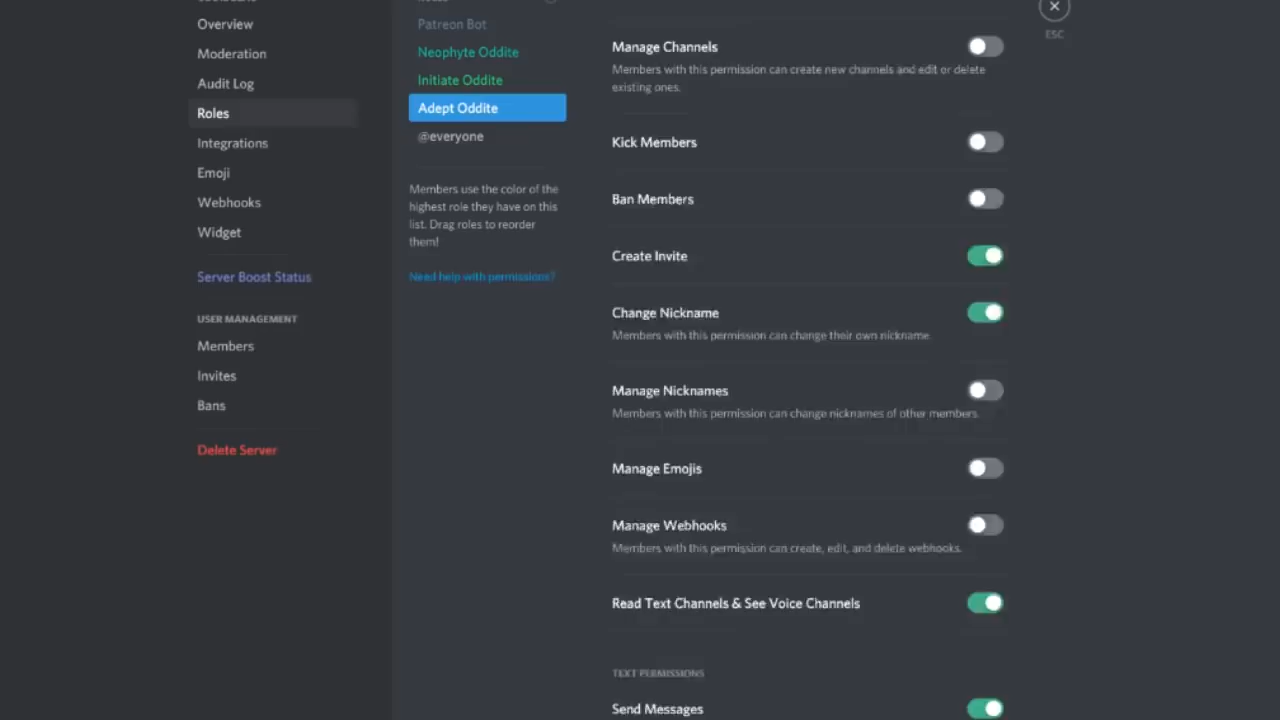 Overview
Moderation
Audit Log
Roles
Integrations
Emoji
Webhooks
Widget
Server Boost Status
USER MANAGEMENT
Members
Invites
Bans
Delete Server
Patreon Bot
Neophyte Oddite
Initiate Oddite
Adept Oddite
@everyone
Members use the color of the
highest role they have on this
list. Drag roles to reorder
them!
Need help with permissions?
Manage Channels
Members with this permission can create new channels and edit or delete
existing ones.
Kick Members
Ban Members
Create Invite
Change Nickname
Members with this permission can change their own nickname.
Manage Nicknames
Members with this permission can change nicknames of other members.
Manage Emojis
Manage Webhooks
Members with this permission can create, edit, and delete webhooks.
Read Text Channels & See Voice Channels
TEXT PERMISSIONS
Send Messages
ESC